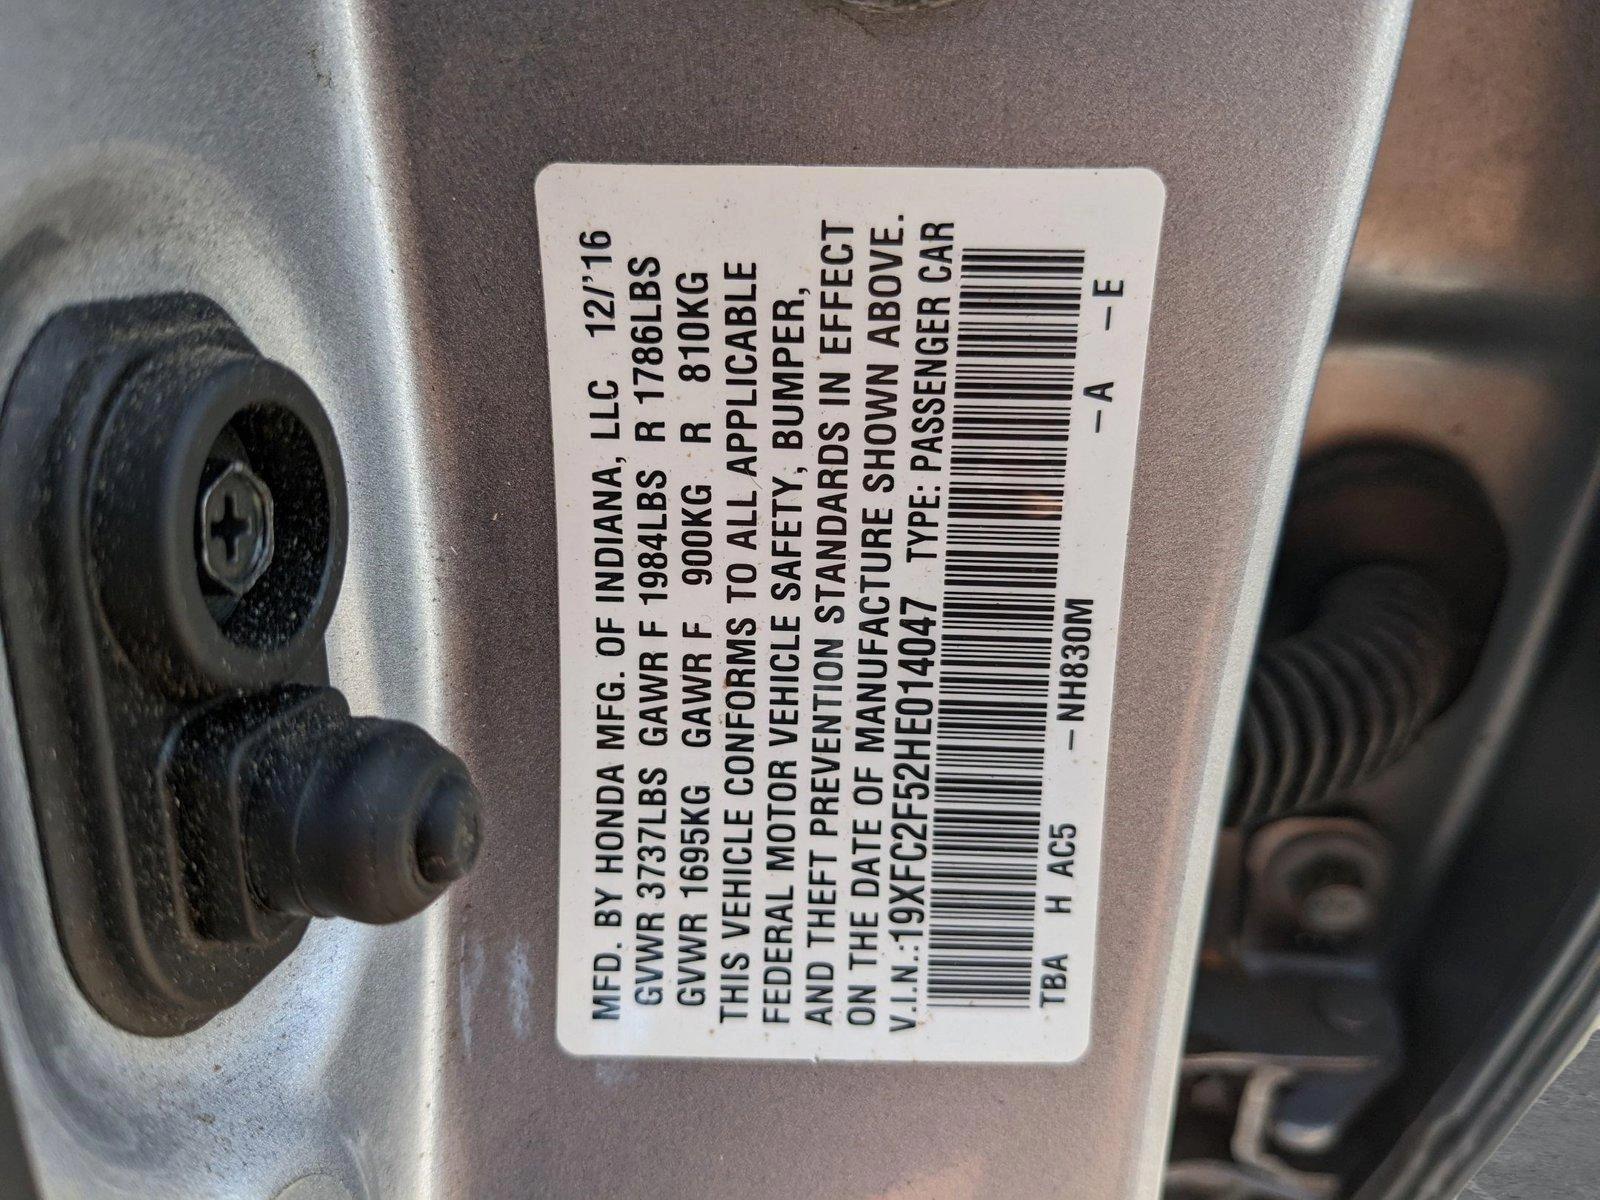 MFD. BY HONDA MFG. OF INDIANA, LLC 12/'16
GVWR 3737LBS GAWR F 1984LBS R 1786LBS
GVWR 1695KG GAWR F 900KG R 810KG
THIS VEHICLE CONFORMS TO ALL APPLICABLE
FEDERAL MOTOR VEHICLE SAFETY, BUMPER,
AND THEFT PREVENTION STANDARDS IN EFFECT
ON THE DATE OF MANUFACTURE SHOWN ABOVE.
V.I.N.:19XFC2F52HE014047 TYPE: PASSENGER CAR
TBA H AC5 –NH830M –A –E